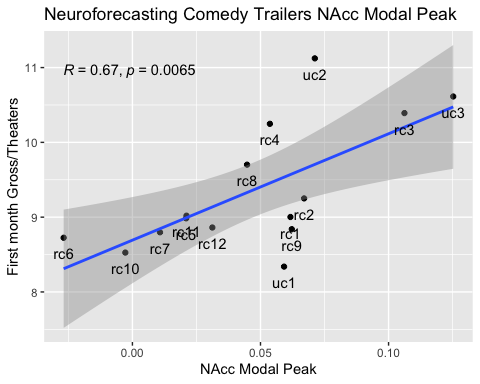 Neuroforecasting Comedy Trailers NAcc Modal Peak
R = 0.67, p = 0.0065
First month Gross/Theaters
11
10
9
8
uc2
uc3
rc3
rc4
rc8
rc2
rc11
rc1
rc12
rc9
rc7
rc6
rc10
uc1
0.00
0.05
0.10
NAcc Modal Peak